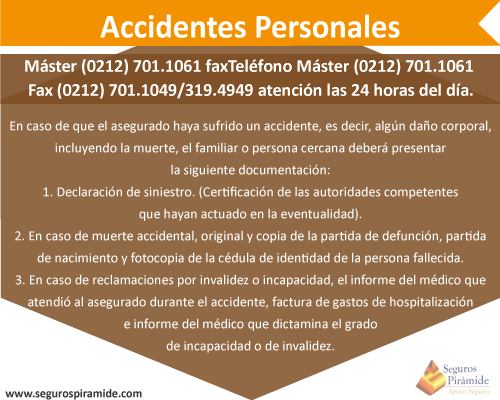 Accidentes Personales
Máster (0212) 701.1061 faxTeléfono Máster (0212) 701.1061
Fax (0212) 701.1049/319.4949 atención las 24 horas del día.
En caso de que el asegurado haya sufrido un accidente, es decir, algún daño corporal,
incluyendo la muerte, el familiar o persona cercana deberá presentar
la siguiente documentación:
1. Declaración de siniestro. (Certificación de las autoridades competentes
que hayan actuado en la eventualidad).
2. En caso de muerte accidental, original y copia de la partida de defunción, partida
de nacimiento y fotocopia de la cédula de identidad de la persona fallecida.
3. En caso de reclamaciones por invalidez o incapacidad, el informe del médico que
atendió al asegurado durante el accidente, factura de gastos de hospitalización
e informe del médico que dictamina el grado
de incapacidad o de invalidez.
Seguros
Pirámide
Apoyo Seguro
www.segurospiramide.com